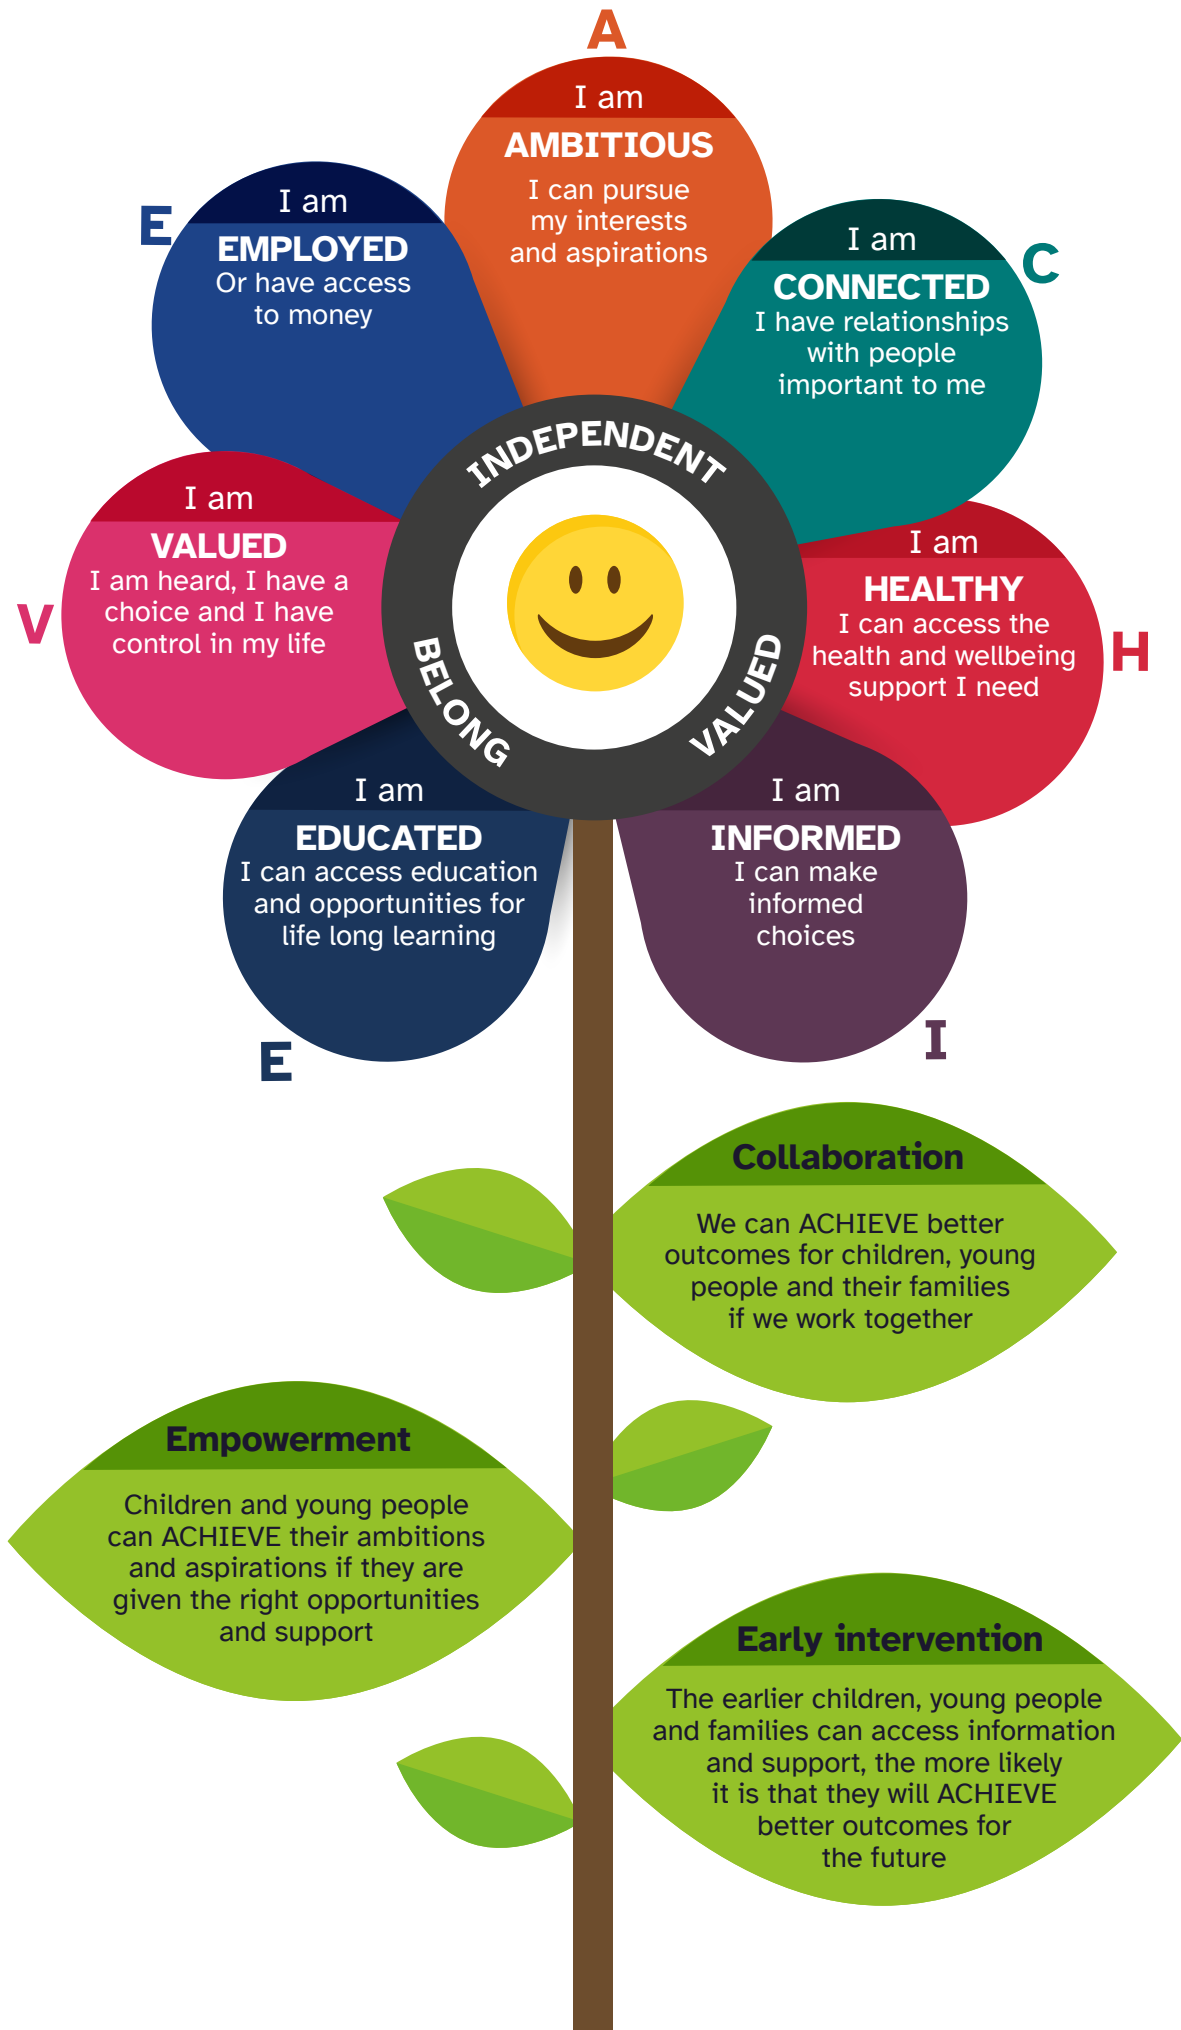 A
I am
AMBITIOUS
I can pursue
my interests
and aspirations
C
I am
CONNECTED
I have relationships
with people
important to me
H
I am
HEALTHY
I can access the
health and wellbeing
support I need
I
I am
INFORMED
I can make
informed
choices
E
I am
EDUCATED
I can access education
and opportunities for
life long learning
V
I am
VALUED
I am heard, I have a
choice and I have
control in my life
E
I am
EMPLOYED
Or have access
to money
INDEPENDENT
VALUED
BELONG
Collaboration
We can ACHIEVE better
outcomes for children, young
people and their families
if we work together
Empowerment
Children and young people
can ACHIEVE their ambitions
and aspirations if they are
given the right opportunities
and support
Early intervention
The earlier children, young people
and families can access information
and support, the more likely
it is that they will ACHIEVE
better outcomes for
the future